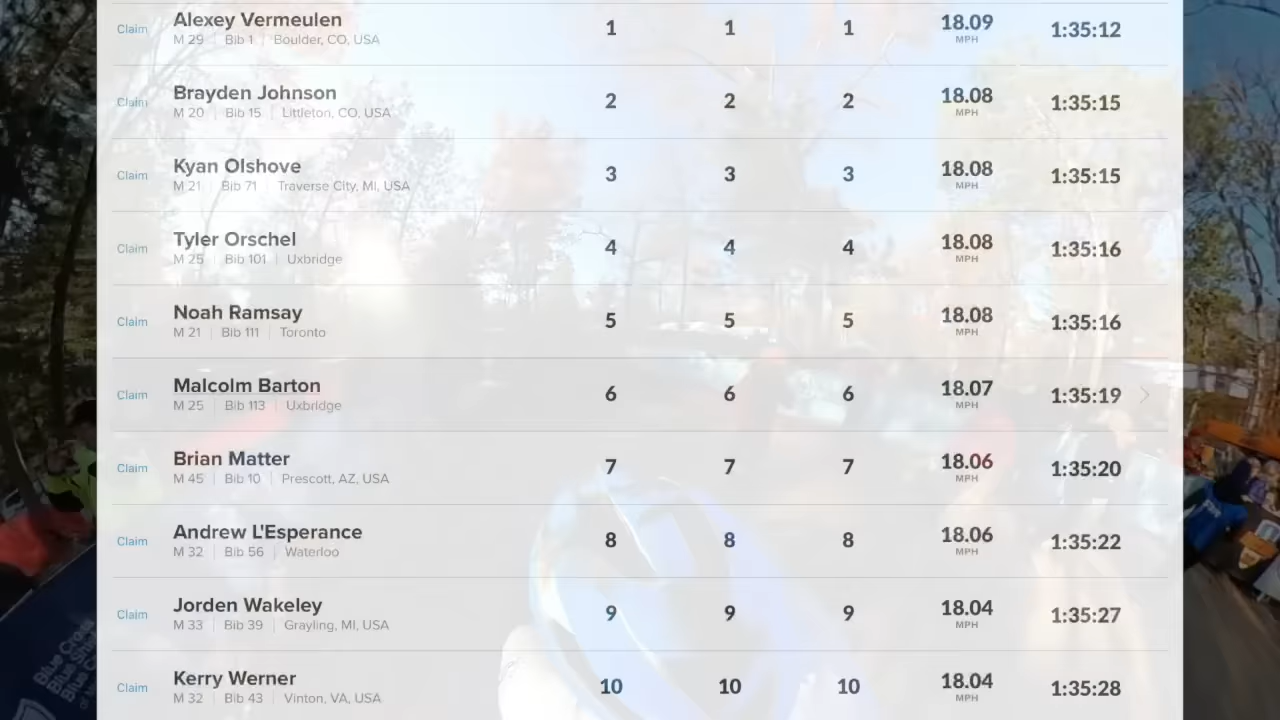 Alexey Vermeulen
Claim 1 1 1 18.09 MPH 1:35:12
M 29 Bib 1 Boulder, CO, USA
Brayden Johnson
Claim 2 2 2 18.08 MPH 1:35:15
M 20 Bib 15 Littleton, CO, USA
Kyan Olshove
Claim 3 3 3 18.08 MPH 1:35:15
M 21 Bib 71 Traverse City, MI, USA
Tyler Orschel
Claim 4 4 4 18.08 MPH 1:35:16
M 25 Bib 101 Uxbridge
Noah Ramsay
Claim 5 5 5 18.08 MPH 1:35:16
M 21 Bib 111 Toronto
Malcolm Barton
Claim 6 6 6 18.07 MPH 1:35:19
M 25 Bib 113 Uxbridge
Brian Matter
Claim 7 7 7 18.06 MPH 1:35:20
M 45 Bib 10 Prescott, AZ, USA
Andrew L'Esperance
Claim 8 8 8 18.06 MPH 1:35:22
M 32 Bib 56 Waterloo
Jorden Wakeley
Claim 9 9 9 18.04 MPH 1:35:27
M 33 Bib 39 Grayling, MI, USA
Kerry Werner
Claim 10 10 10 18.04 MPH 1:35:28
M 32 Bib 43 Vinton, VA, USA
Blue Cross
Blue Shield